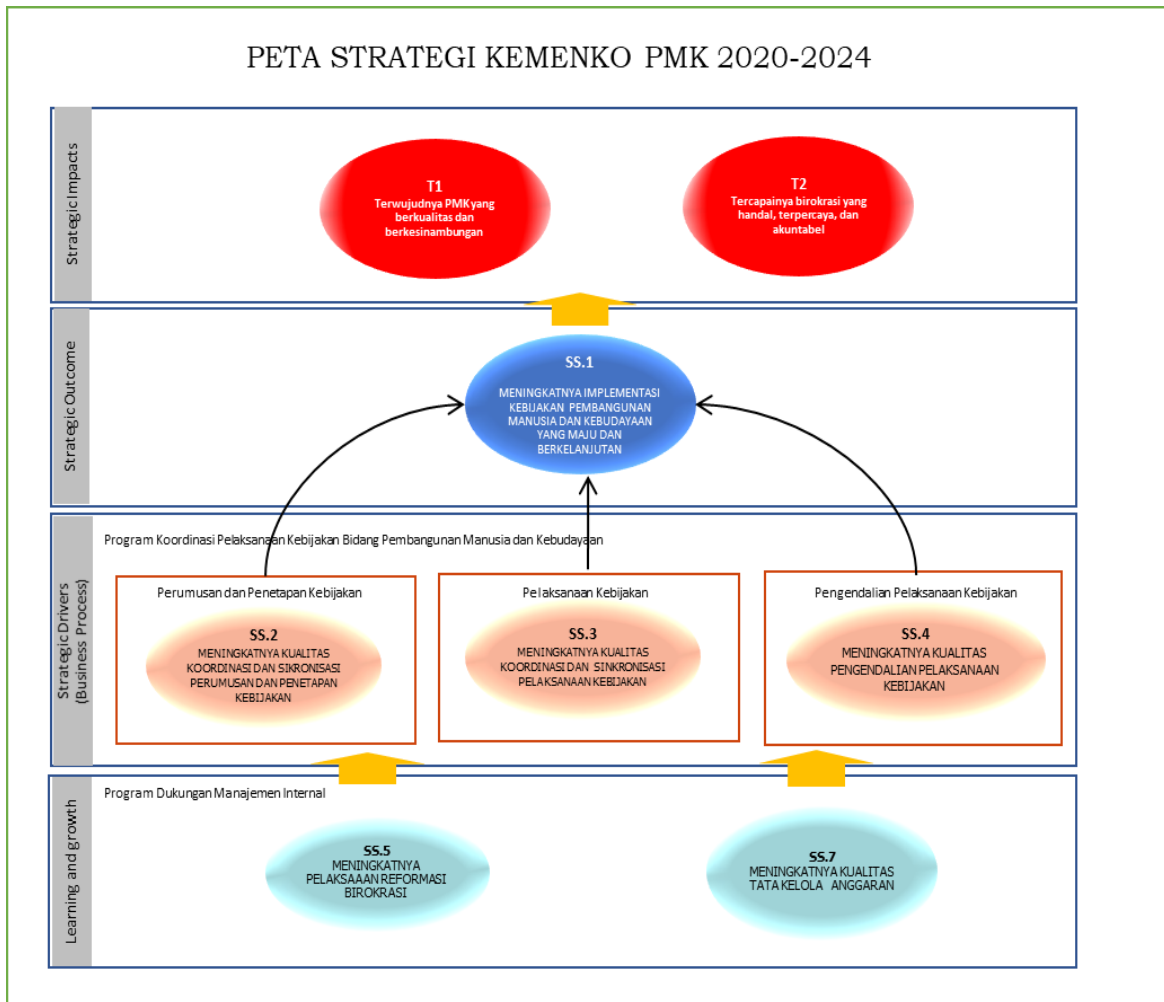 PETA STRATEGI KEMENKO PMK 2020-2024
Strategic Impacts
T1
Terwujudnya PMK yang
berkualitas dan
berkesinambungan
T2
Tercapainya birokrasi yang
handal, terpercaya, dan
akuntabel
Strategic Outcome
SS.1
MENINGKATNYA IMPLEMENTASI
KEBIJAKAN PEMBANGUNAN
MANUSIA DAN KEBUDAYAAN
YANG MAJU DAN
BERKELANJUTAN
Strategic Drivers
(Business Process)
Program Koordinasi Pelaksanaan Kebijakan Bidang Pembangunan Manusia dan Kebudayaan
Perumusan dan Penetapan Kebijakan
SS.2
MENINGKATNYA KUALITAS
KOORDINASI DAN SIKRONISASI
PERUMUSAN DAN PENETAPAN
KEBIJAKAN
Pelaksanaan Kebijakan
SS.3
MENINGKATNYA KUALITAS
KOORDINASI DAN SINKRONISASI
PELAKSANAAN KEBIJAKAN
Pengendalian Pelaksanaan Kebijakan
SS.4
MENINGKATNYA KUALITAS
PENGENDALIAN PELAKSANAAN
KEBIJAKAN
Learning and growth
Program Dukungan Manajemen Internal
SS.5
MENINGKATNYA
PELAKSAAAN REFORMASI
BIROKRASI
SS.7
MENINGKATNYA KUALITAS
TATA KELOLA ANGGARAN